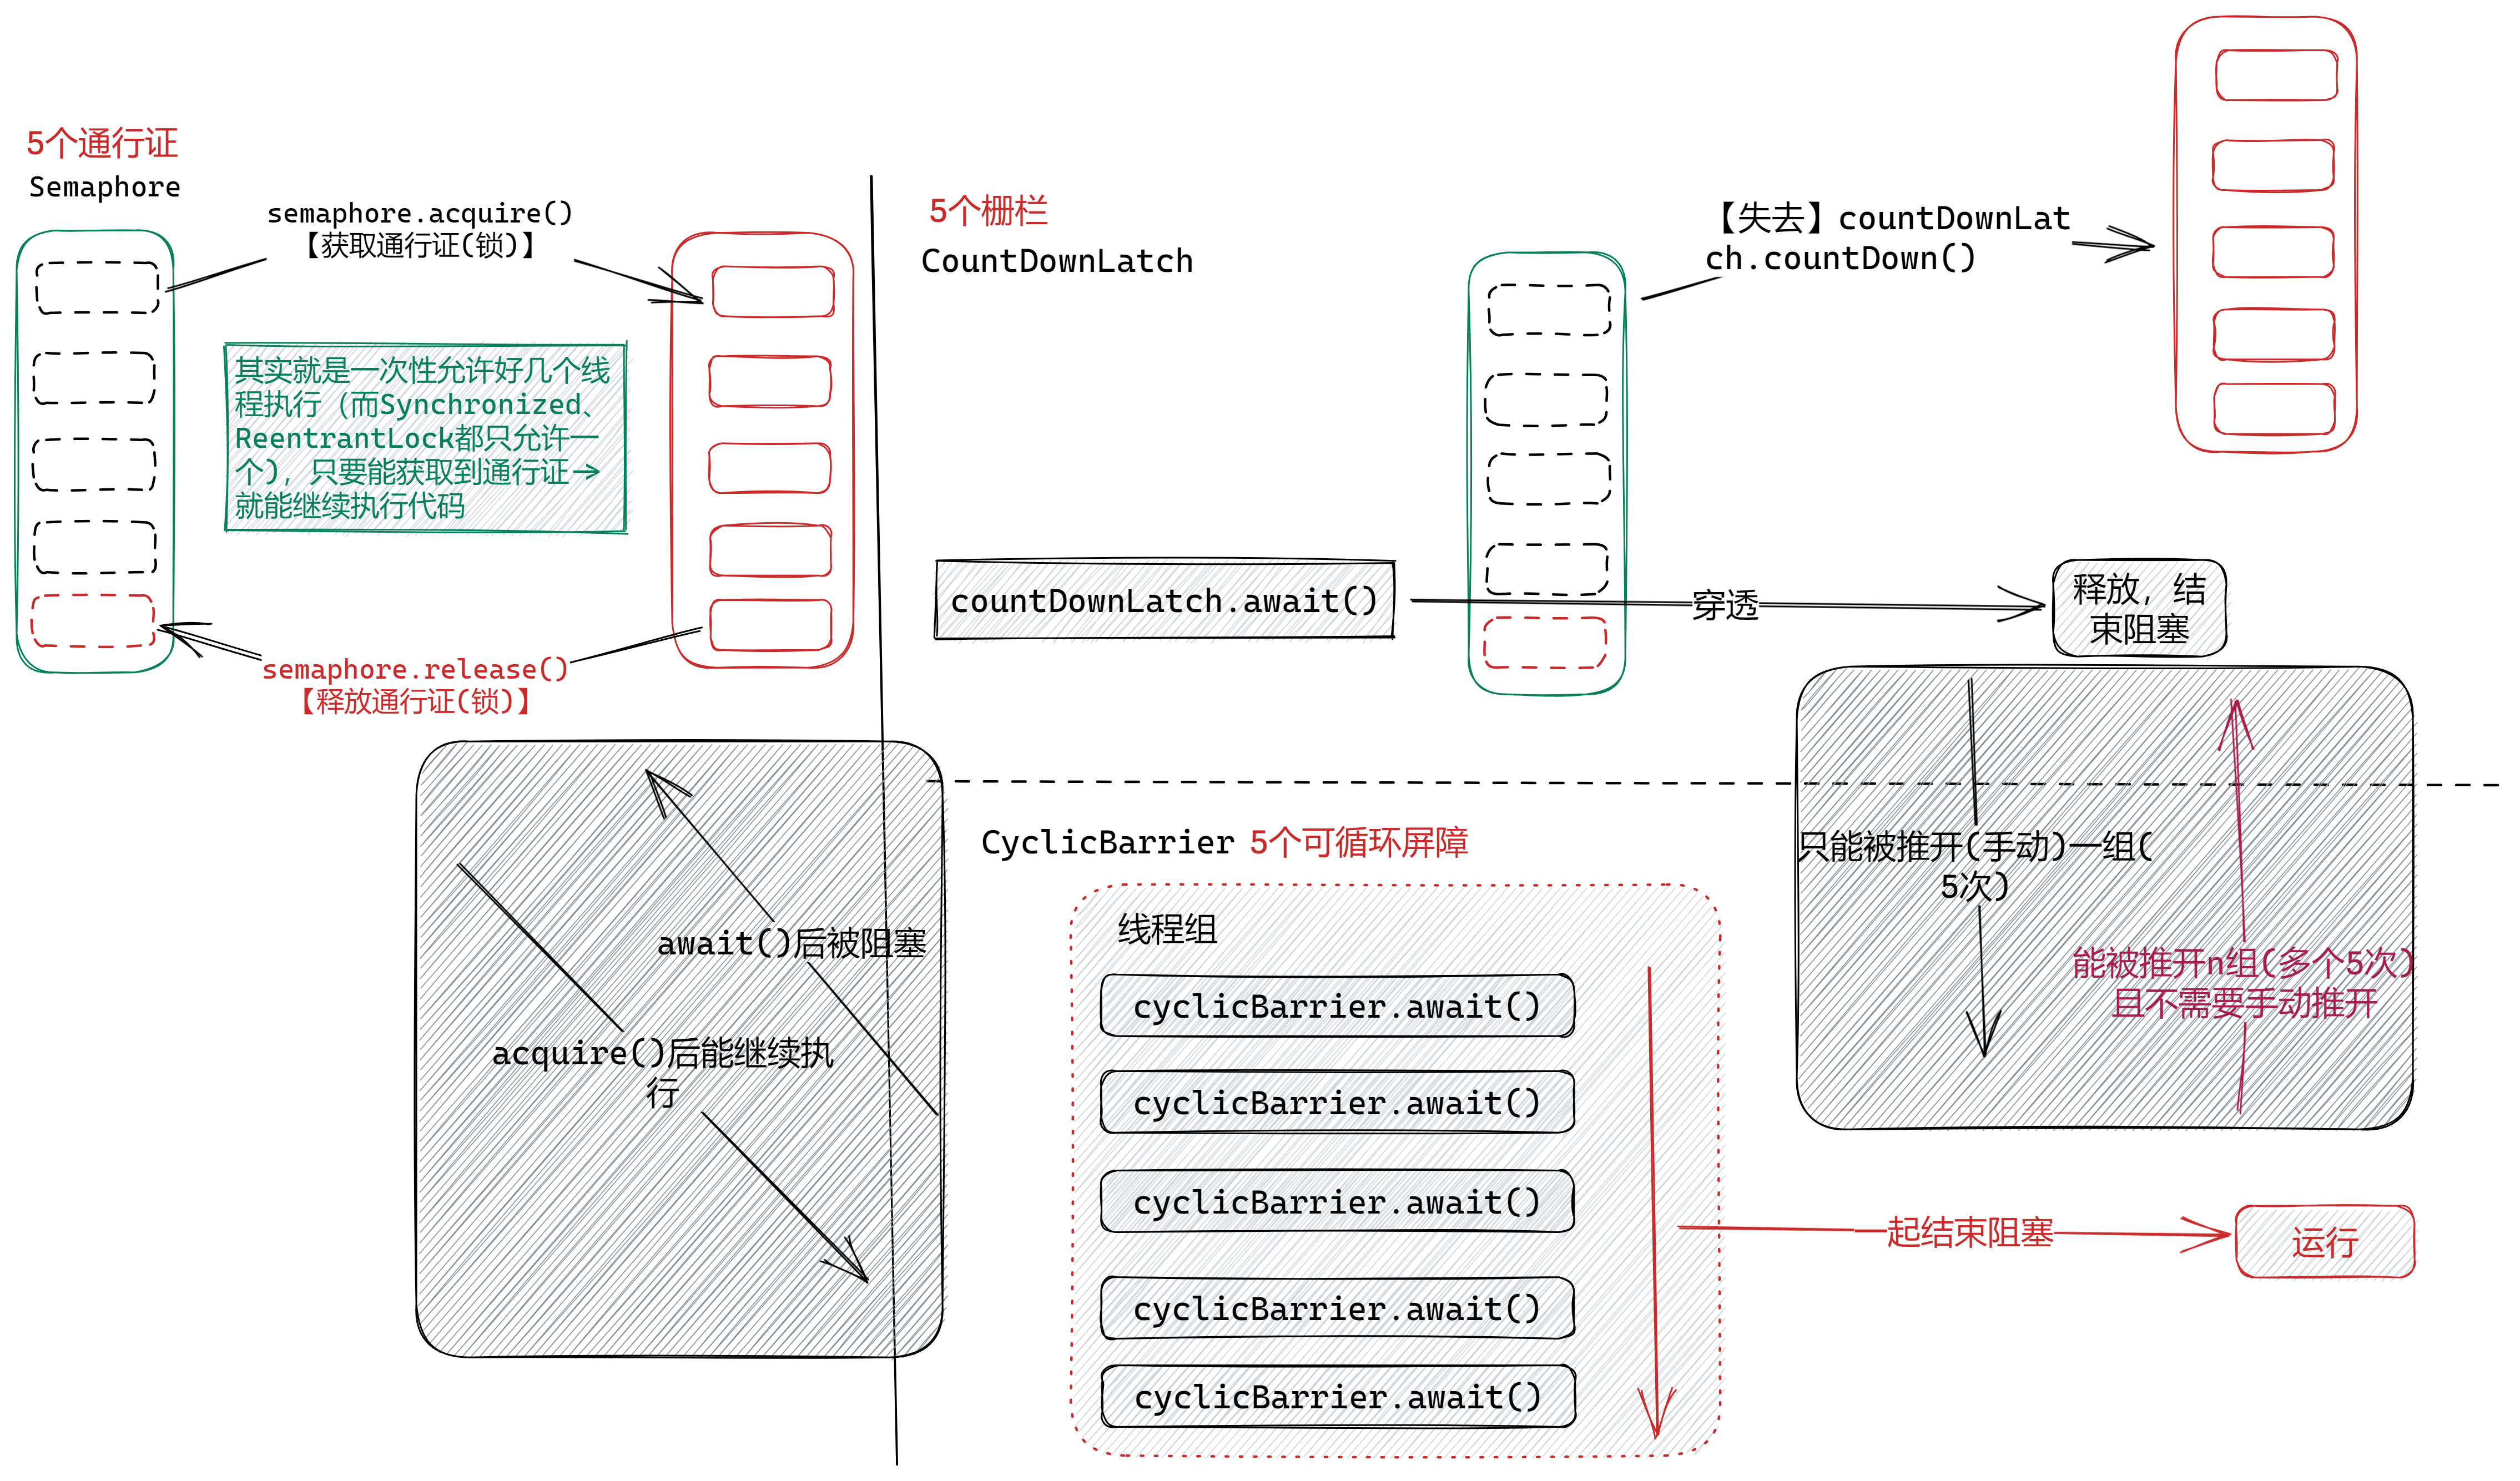 5个通行证
Semaphore
semaphore.acquire()
【获取通行证(锁)】
其实就是一次性允许好几个线
程执行（而Synchronized、
ReentrantLock都只允许一
个)，只要能获取到通行证→
就能继续执行代码
semaphore.release()
【释放通行证(锁)】
5个栅栏
CountDownLatch
【失去】countDownLat
ch.countDown()
countDownLatch.await()
穿透
释放，结
束阻塞
await()后被阻塞
acquire()后能继续执
行
只能被推开(手动)一组(
5次)
能被推开n组(多个5次)
且不需要手动推开
CyclicBarrier 5个可循环屏障
线程组
cyclicBarrier.await()
cyclicBarrier.await()
cyclicBarrier.await()
cyclicBarrier.await()
cyclicBarrier.await()
一起结束阻塞
运行